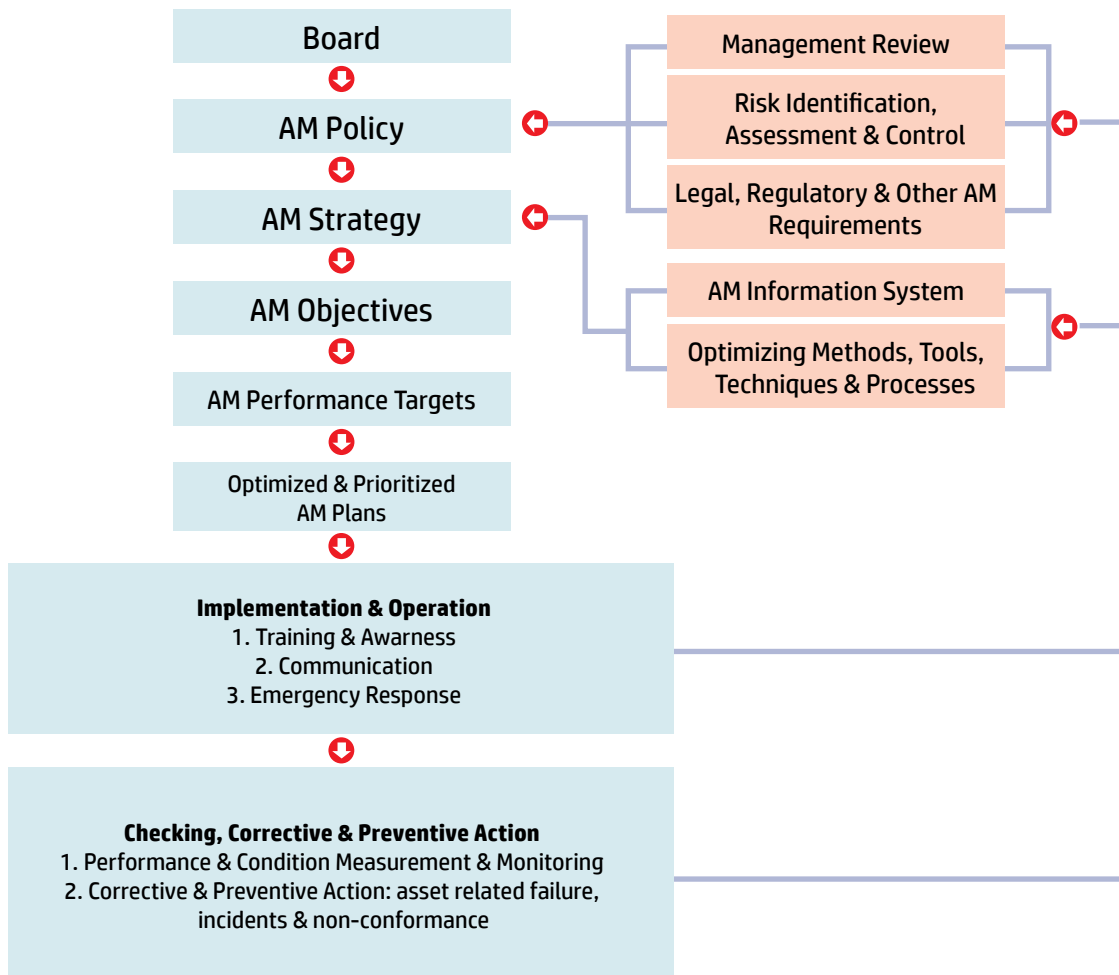 Board
AM Policy
AM Strategy
AM Objectives
AM Performance Targets
Optimized & Prioritized
AM Plans
Implementation & Operation
1. Training & Awarness
2. Communication
3. Emergency Response
Checking, Corrective & Preventive Action
1. Performance & Condition Measurement & Monitoring
2. Corrective & Preventive Action: asset related failure,
incidents & non-conformance
Management Review
Risk Identification,
Assessment & Control
Legal, Regulatory & Other AM
Requirements
AM Information System
Optimizing Methods, Tools,
Techniques & Processes